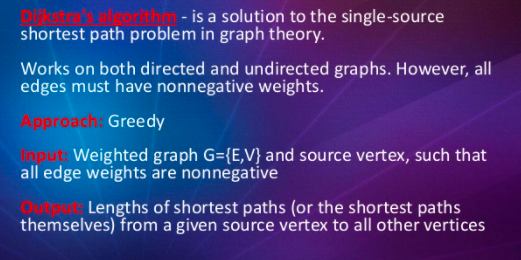 Dijkstra's algorithm - is a solution to the single-source
shortest path problem in graph theory.
Works on both directed and undirected graphs. However, all
edges must have nonnegative weights.
Approach: Greedy
Input: Weighted graph G={E,V} and source vertex, such that
all edge weights are nonnegative
Output: Lengths of shortest paths (or the shortest paths
themselves) from a given source vertex to all other vertices